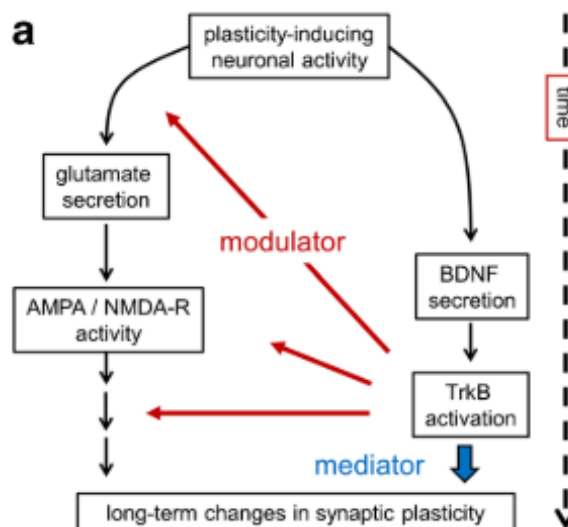 a
plasticity-inducing
neuronal activity
time
glutamate
secretion
modulator
BDNF
secretion
AMPA / NMDA-R
activity
TrkB
activation
mediator
long-term changes in synaptic plasticity